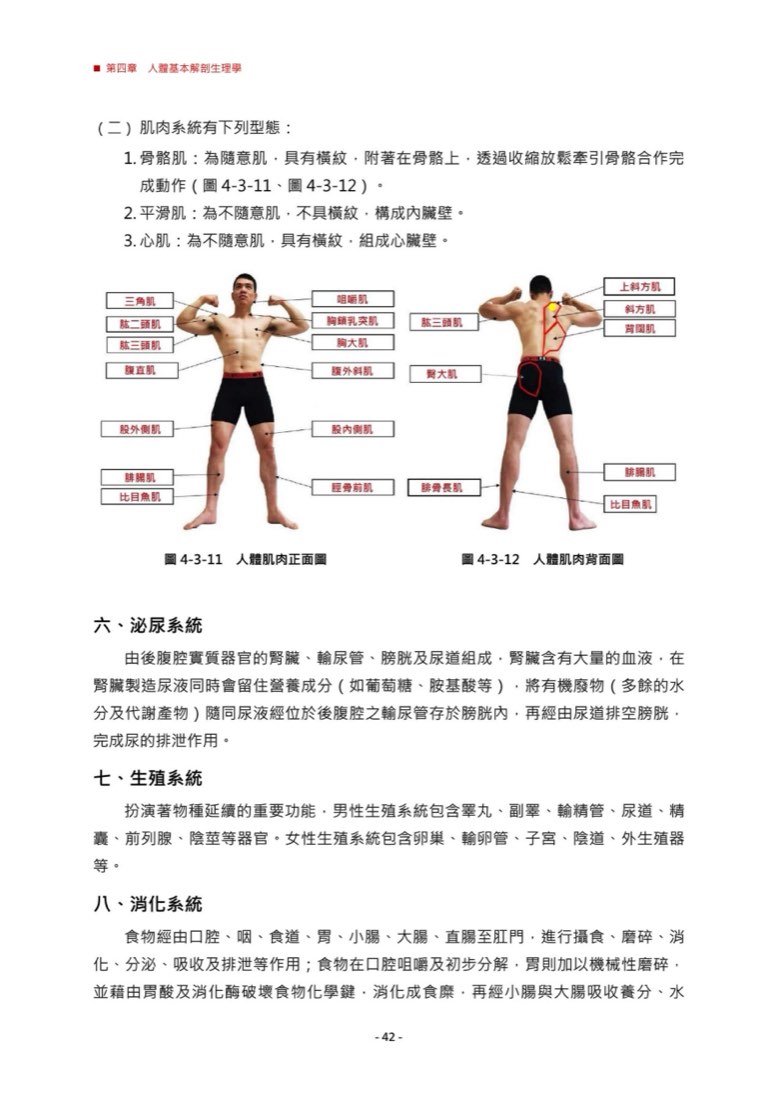 ■ 第四章　人體基本解剖生理學
（二）肌肉系統有下列型態：
1. 骨骼肌：為隨意肌，具有橫紋，附著在骨骼上，透過收縮放鬆牽引骨骼合作完
成動作（圖 4-3-11、圖 4-3-12）。
2. 平滑肌：為不隨意肌，不具橫紋，構成內臟壁。
3. 心肌：為不隨意肌，具有橫紋，組成心臟壁。
三角肌
肱二頭肌
肱三頭肌
腹直肌
股外側肌
腓腸肌
比目魚肌
咀嚼肌
胸鎖乳突肌
胸大肌
腹外斜肌
股內側肌
脛骨前肌
肱三頭肌
臀大肌
腓骨長肌
上斜方肌
斜方肌
背闊肌
腓腸肌
比目魚肌
圖 4-3-11　人體肌肉正面圖
圖 4-3-12　人體肌肉背面圖
六、泌尿系統
由後腹腔實質器官的腎臟、輸尿管、膀胱及尿道組成，腎臟含有大量的血液，在
腎臟製造尿液同時會留住營養成分（如葡萄糖、胺基酸等），將有機廢物（多餘的水
分及代謝產物）隨同尿液經位於後腹腔之輸尿管存於膀胱內，再經由尿道排空膀胱，
完成尿的排泄作用。
七、生殖系統
扮演著物種延續的重要功能，男性生殖系統包含睪丸、副睪、輸精管、尿道、精
囊、前列腺、陰莖等器官。女性生殖系統包含卵巢、輸卵管、子宮、陰道、外生殖器
等。
八、消化系統
食物經由口腔、咽、食道、胃、小腸、大腸、直腸至肛門，進行攝食、磨碎、消
化、分泌、吸收及排泄等作用；食物在口腔咀嚼及初步分解，胃則加以機械性磨碎，
並藉由胃酸及消化酶破壞食物化學鍵，消化成食糜，再經小腸與大腸吸收養分、水
- 42 -